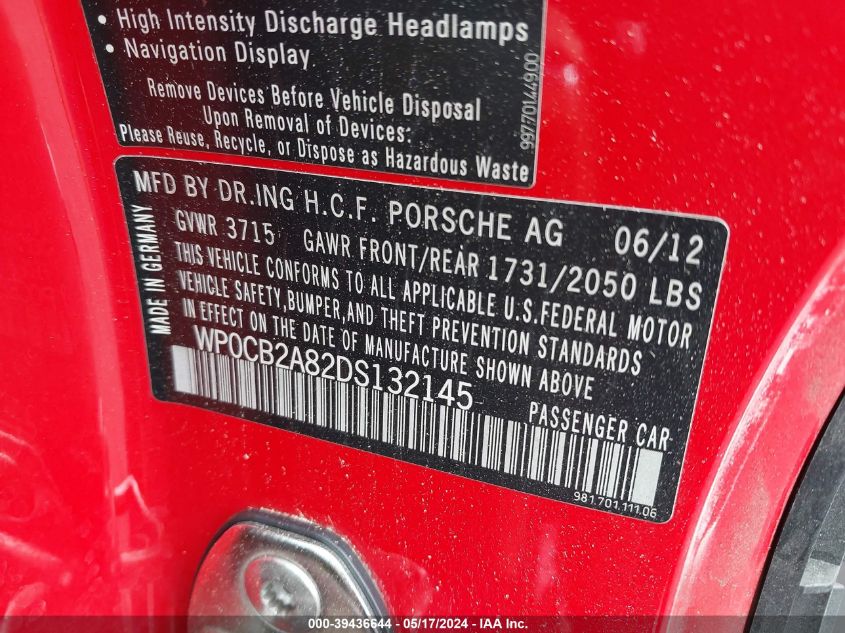 • High Intensity Discharge Headlamps
• Navigation Display
Remove Devices Before Vehicle Disposal
Upon Removal of Devices:
Please Reuse, Recycle, or Dispose as Hazardous Waste
997.701.449.00
MFD BY DR.ING H.C.F. PORSCHE AG 06/12
GVWR 3715 GAWR FRONT/REAR 1731/2050 LBS
THIS VEHICLE CONFORMS TO ALL APPLICABLE U.S.FEDERAL MOTOR
VEHICLE SAFETY,BUMPER,AND THEFT PREVENTION STANDARDS
IN EFFECT ON THE DATE OF MANUFACTURE SHOWN ABOVE
WP0CB2A82DS132145
PASSENGER CAR
MADE IN GERMANY
981.701.111.06
000-39436644 - 05/17/2024 - IAA Inc.